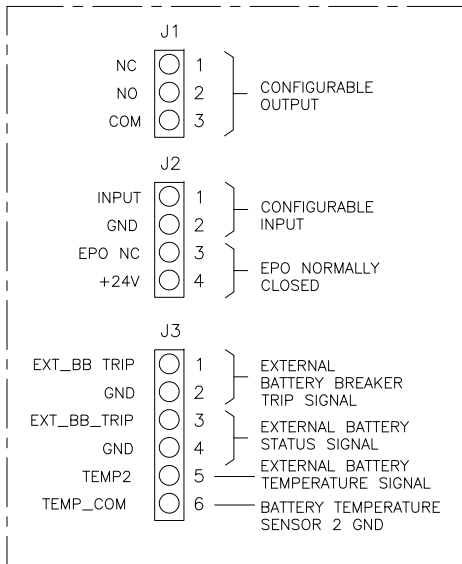 J1
NC 1
NO 2
COM 3
CONFIGURABLE
OUTPUT
J2
INPUT 1
GND 2
EPO NC 3
+24V 4
CONFIGURABLE
INPUT
EPO NORMALLY
CLOSED
J3
EXT_BB TRIP 1
GND 2
EXT_BB_TRIP 3
GND 4
TEMP2 5
TEMP_COM 6
EXTERNAL
BATTERY BREAKER
TRIP SIGNAL
EXTERNAL BATTERY
STATUS SIGNAL
EXTERNAL BATTERY
TEMPERATURE SIGNAL
BATTERY TEMPERATURE
SENSOR 2 GND